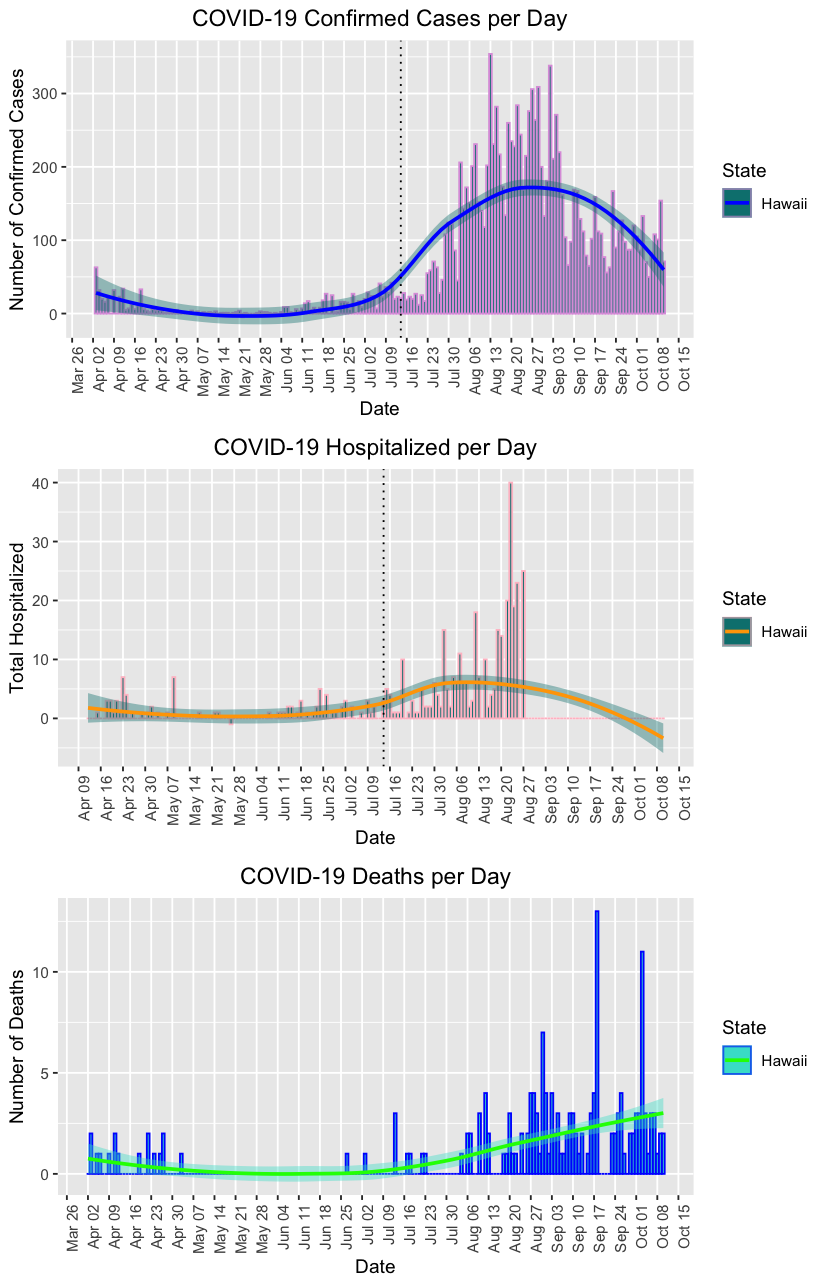 COVID-19 Confirmed Cases per Day
Number of Confirmed Cases
300
200
100
0
Mar 26
Apr 02
Apr 09
Apr 16
Apr 23
Apr 30
May 07
May 14
May 21
May 28
Jun 04
Jun 11
Jun 18
Jun 25
Jul 02
Jul 09
Jul 16
Jul 23
Jul 30
Aug 06
Aug 13
Aug 20
Aug 27
Sep 03
Sep 10
Sep 17
Sep 24
Oct 01
Oct 08
Oct 15
Date
State
Hawaii
COVID-19 Hospitalized per Day
Total Hospitalized
40
30
20
10
0
Apr 09
Apr 16
Apr 23
Apr 30
May 07
May 14
May 21
May 28
Jun 04
Jun 11
Jun 18
Jun 25
Jul 02
Jul 09
Jul 16
Jul 23
Jul 30
Aug 06
Aug 13
Aug 20
Aug 27
Sep 03
Sep 10
Sep 17
Sep 24
Oct 01
Oct 08
Oct 15
Date
State
Hawaii
COVID-19 Deaths per Day
Number of Deaths
10
5
0
Mar 26
Apr 02
Apr 09
Apr 16
Apr 23
Apr 30
May 07
May 14
May 21
May 28
Jun 04
Jun 11
Jun 18
Jun 25
Jul 02
Jul 09
Jul 16
Jul 23
Jul 30
Aug 06
Aug 13
Aug 20
Aug 27
Sep 03
Sep 10
Sep 17
Sep 24
Oct 01
Oct 08
Oct 15
Date
State
Hawaii